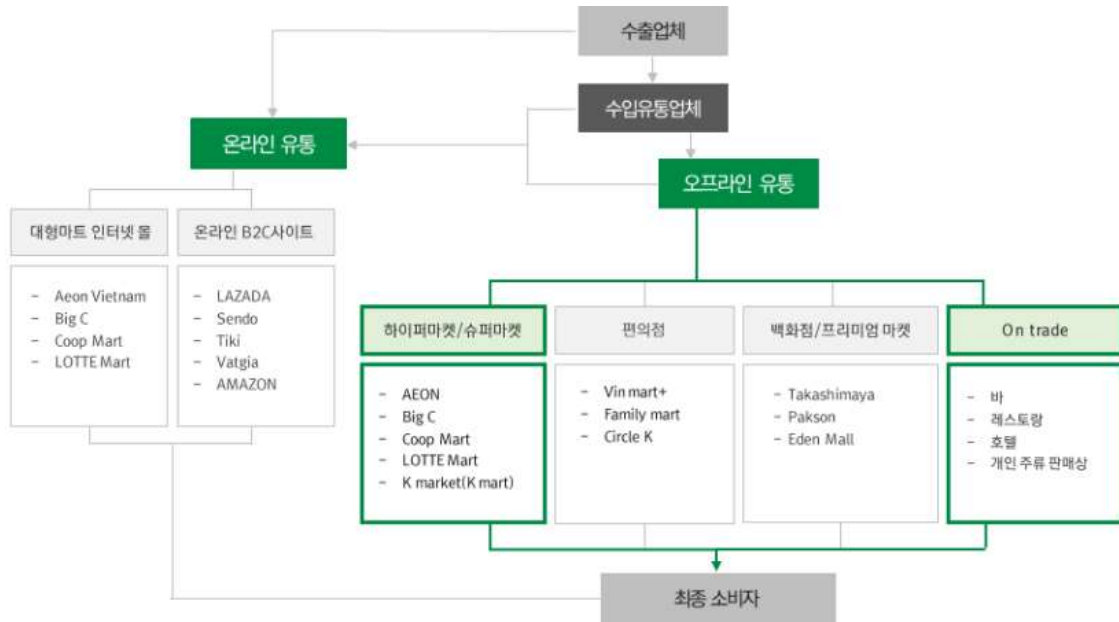 수출업체
수입유통업체
온라인 유통
오프라인 유통
대형마트 인터넷 몰
- Aeon Vietnam
- Big C
- Coop Mart
- LOTTE Mart
온라인 B2C사이트
- LAZADA
- Sendo
- Tiki
- Vatgia
- AMAZON
하이퍼마켓/슈퍼마켓
- AEON
- Big C
- Coop Mart
- LOTTE Mart
- K market(K mart)
편의점
- Vin mart+
- Family mart
- Circle K
백화점/프리미엄 마켓
- Takashimaya
- Pakson
- Eden Mall
On trade
- 바
- 레스토랑
- 호텔
- 개인 주류 판매상
최종 소비자